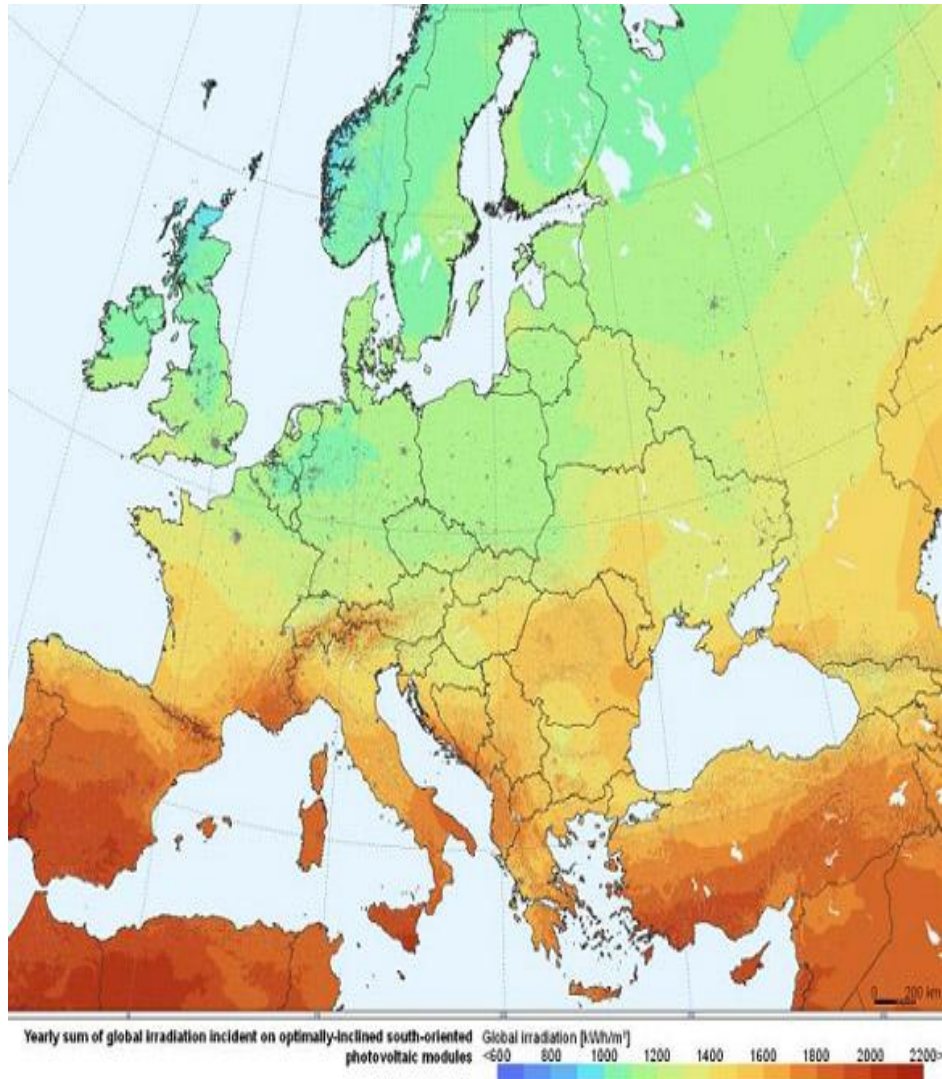 0 200 km
Yearly sum of global irradiation incident on optimally-inclined south-oriented
photovoltaic modules
Global irradiation [kWh/m²]
<600 800 1000 1200 1400 1600 1800 2000 2200>